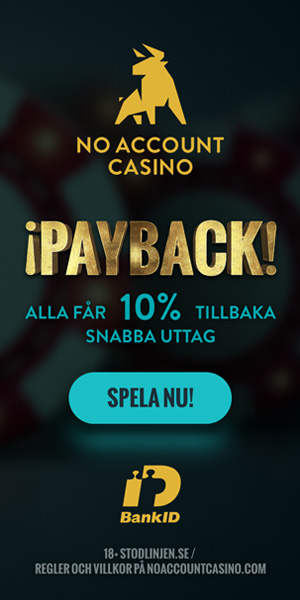 NO ACCOUNT
CASINO
¡PAYBACK!
ALLA FÅR 10% TILLBAKA
SNABBA UTTAG
SPELA NU!
BankID
18+ STODLINJEN.SE /
REGLER OCH VILLKOR PÅ NOACCOUNTCASINO.COM